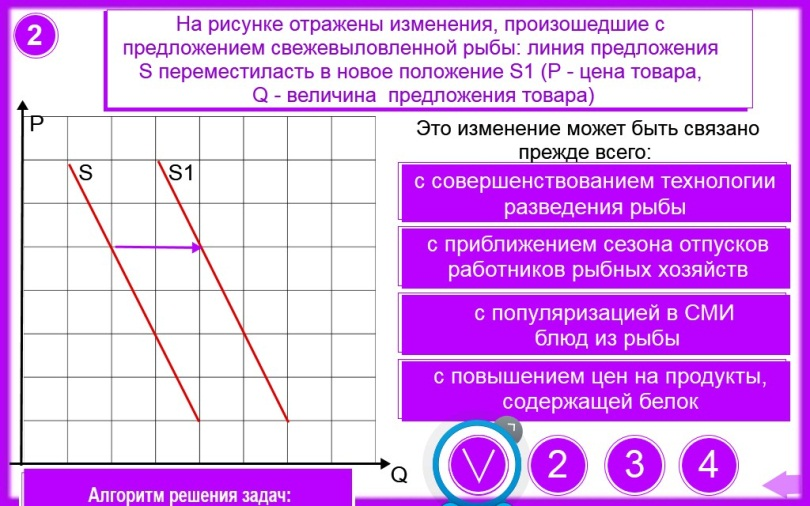 2
На рисунке отражены изменения, произошедшие с
предложением свежевыловленной рыбы: линия предложения
S переместиласть в новое положение S1 (P - цена товара,
Q - величина предложения товара)
P
S
S1
Q
Это изменение может быть связано
прежде всего:
с совершенствованием технологии
разведения рыбы
с приближением сезона отпусков
работников рыбных хозяйств
с популяризацией в СМИ
блюд из рыбы
с повышением цен на продукты,
содержащей белок
2 3 4
Алгоритм решения задач: